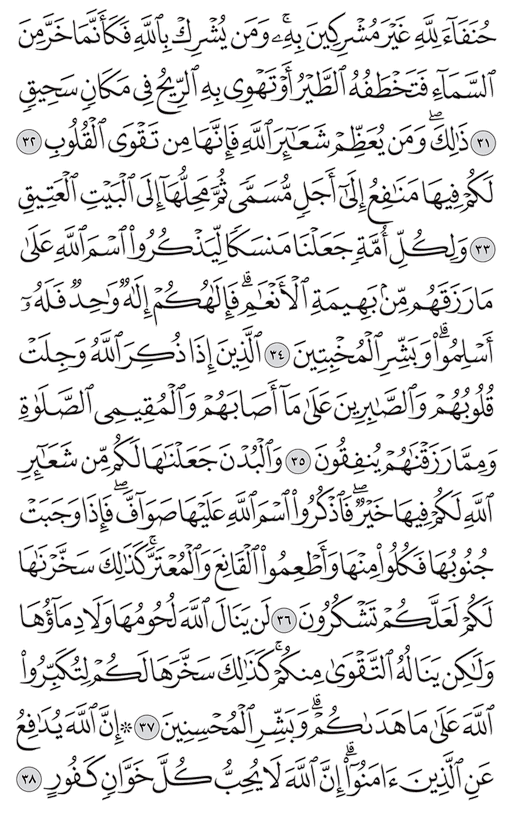 حُنَفَآءَ لِلَّهِ غَيۡرَ مُشۡرِكِينَ بِهِۦۚ وَمَن يُشۡرِكۡ بِٱللَّهِ فَكَأَنَّمَا خَرَّ مِنَ
ٱلسَّمَآءِ فَتَخۡطَفُهُ ٱلطَّيۡرُ أَوۡ تَهۡوِي بِهِ ٱلرِّيحُ فِي مَكَانٖ سَحِيقٖ
٣١ ذَٰلِكَۖ وَمَن يُعَظِّمۡ شَعَـٰٓئِرَ ٱللَّهِ فَإِنَّهَا مِن تَقۡوَى ٱلۡقُلُوبِ ٣٢
لَكُمۡ فِيهَا مَنَـٰفِعُ إِلَىٰٓ أَجَلٖ مُّسَمّٗى ثُمَّ مَحِلُّهَآ إِلَى ٱلۡبَيۡتِ ٱلۡعَتِيقِ
٣٣ وَلِكُلِّ أُمَّةٖ جَعَلۡنَا مَنسَكٗا لِّيَذۡكُرُواْ ٱسۡمَ ٱللَّهِ عَلَىٰ
مَا رَزَقَهُم مِّنۢ بَهِيمَةِ ٱلۡأَنۡعَـٰمِۗ فَإِلَـٰهُكُمۡ إِلَـٰهٞ وَٰحِدٞ فَلَهُۥٓ
أَسۡلِمُواْۗ وَبَشِّرِ ٱلۡمُخۡبِتِينَ ٣٤ ٱلَّذِينَ إِذَا ذُكِرَ ٱللَّهُ وَجِلَتۡ
قُلُوبُهُمۡ وَٱلصَّـٰبِرِينَ عَلَىٰ مَآ أَصَابَهُمۡ وَٱلۡمُقِيمِي ٱلصَّلَوٰةِ
وَمِمَّا رَزَقۡنَـٰهُمۡ يُنفِقُونَ ٣٥ وَٱلۡبُدۡنَ جَعَلۡنَـٰهَا لَكُم مِّن شَعَـٰٓئِرِ
ٱللَّهِ لَكُمۡ فِيهَا خَيۡرٞۖ فَٱذۡكُرُواْ ٱسۡمَ ٱللَّهِ عَلَيۡهَا صَوَآفَّۖ فَإِذَا وَجَبَتۡ
جُنُوبُهَا فَكُلُواْ مِنۡهَا وَأَطۡعِمُواْ ٱلۡقَانِعَ وَٱلۡمُعۡتَرَّۚ كَذَٰلِكَ سَخَّرۡنَـٰهَا
لَكُمۡ لَعَلَّكُمۡ تَشۡكُرُونَ ٣٦ لَن يَنَالَ ٱللَّهَ لُحُومُهَا وَلَا دِمَآؤُهَا
وَلَـٰكِن يَنَالُهُ ٱلتَّقۡوَىٰ مِنكُمۡۚ كَذَٰلِكَ سَخَّرَهَا لَكُمۡ لِتُكَبِّرُواْ
ٱللَّهَ عَلَىٰ مَا هَدَىٰكُمۡۗ وَبَشِّرِ ٱلۡمُحۡسِنِينَ ٣٧ ۞ إِنَّ ٱللَّهَ يُدَٰفِعُ
عَنِ ٱلَّذِينَ ءَامَنُوٓاْۗ إِنَّ ٱللَّهَ لَا يُحِبُّ كُلَّ خَوَّانٖ كَفُورٍ ٣٨